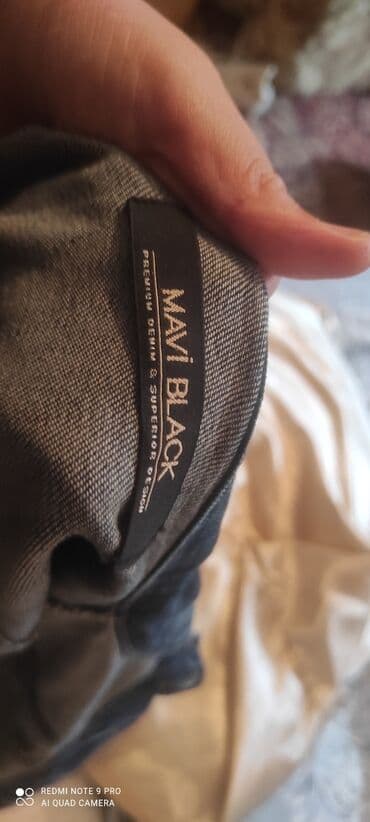 MAVİ BLACK
PREMIUM DENIM & SUPERIOR DESIGN
REDMI NOTE 9 PRO
AI QUAD CAMERA